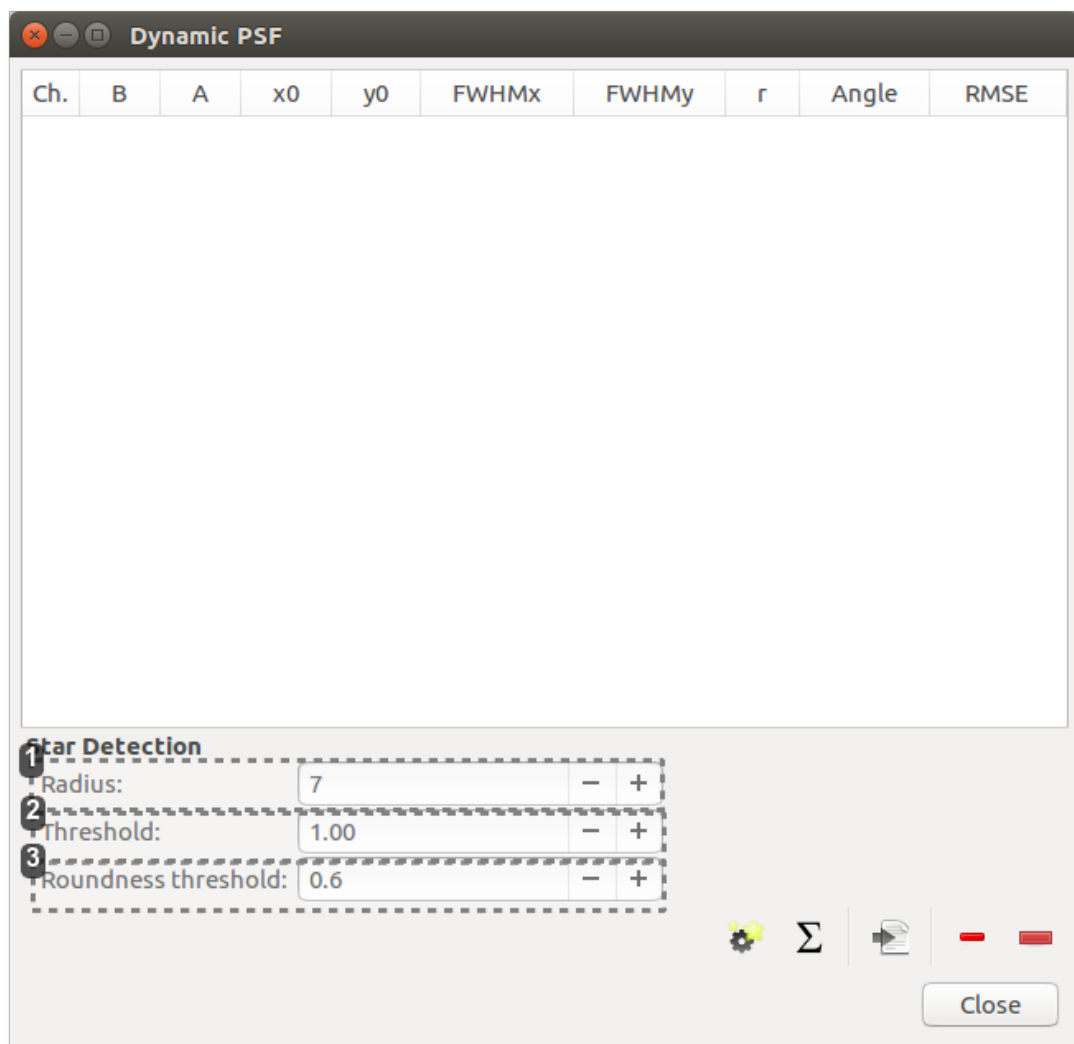 Dynamic PSF
Ch. B A x0 y0 FWHMx FWHMy r Angle RMSE
Star Detection
1
Radius: 7 − +
2
Threshold: 1.00 − +
3
Roundness threshold: 0.6 − +
Σ
Close